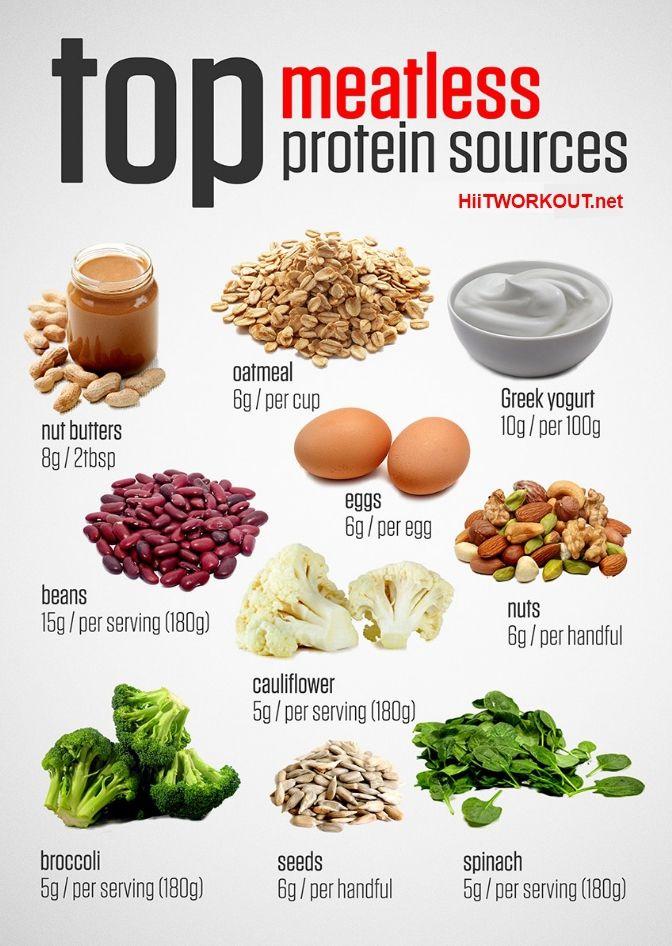 top meatless
protein sources
HiiTWORKOUT.net
nut butters
8g / 2tbsp
oatmeal
6g / per cup
Greek yogurt
10g / per 100g
eggs
6g / per egg
beans
15g / per serving (180g)
nuts
6g / per handful
cauliflower
5g / per serving (180g)
broccoli
5g / per serving (180g)
seeds
6g / per handful
spinach
5g / per serving (180g)